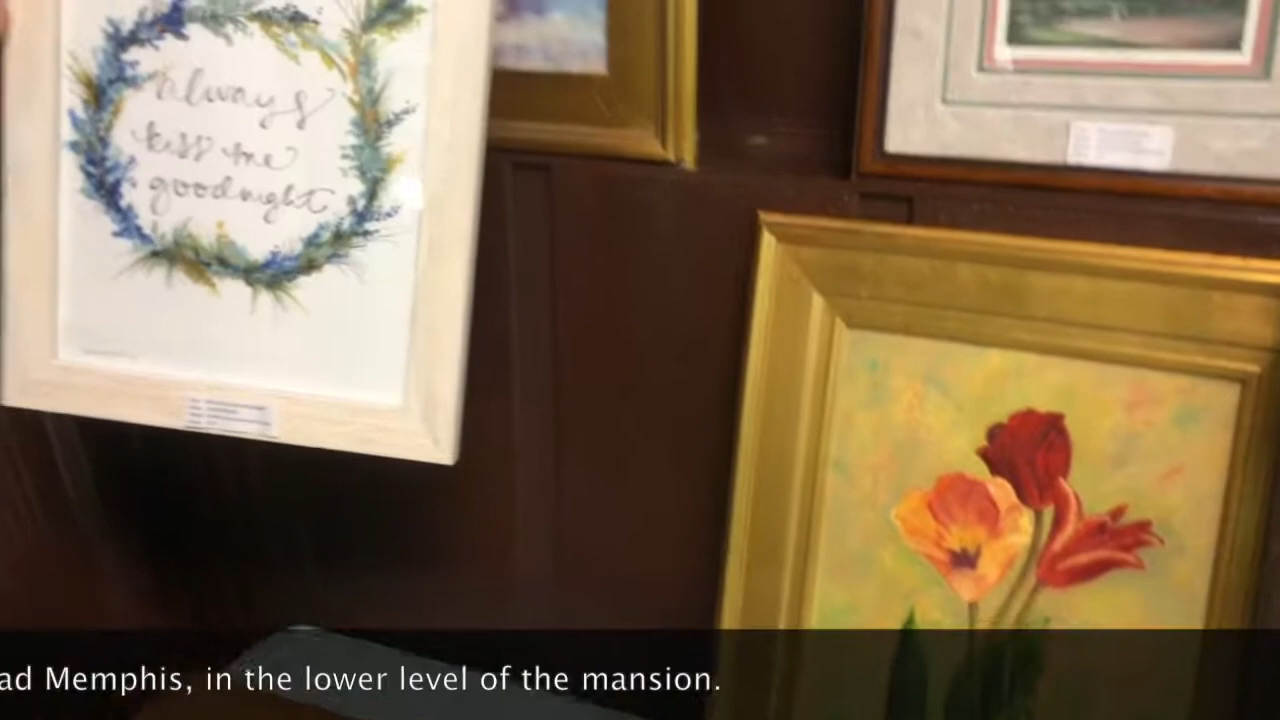 always
kiss me
goodnight
ad Memphis, in the lower level of the mansion.